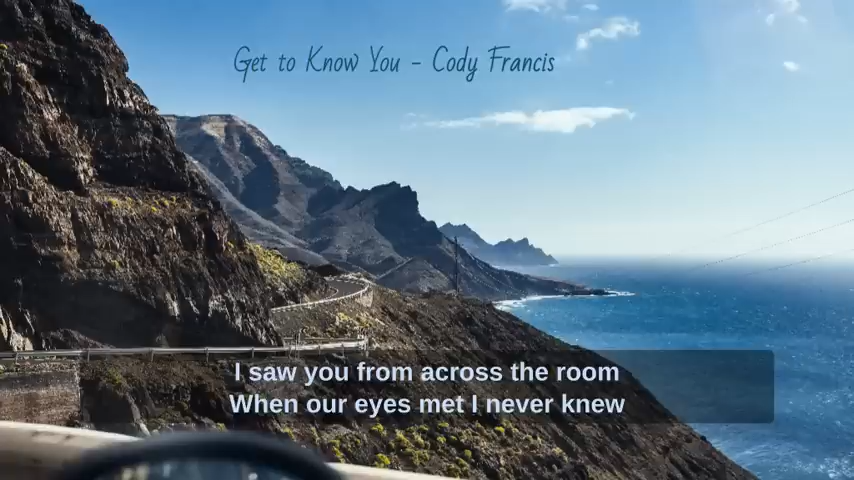 Get to Know You - Cody Francis
I saw you from across the room
When our eyes met I never knew